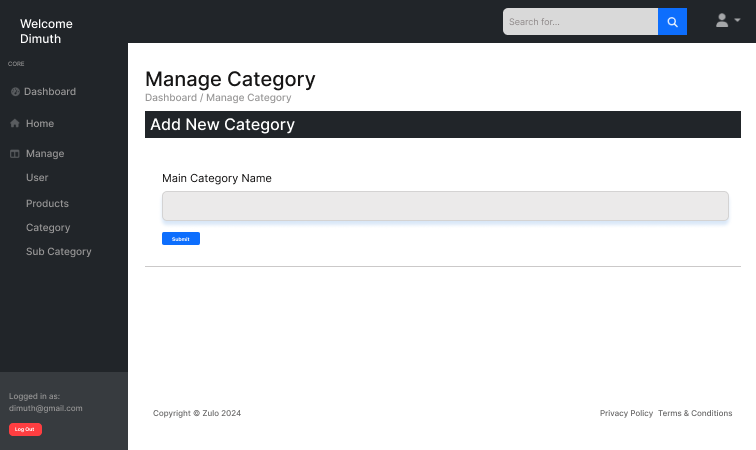 Welcome
Dimuth
Search for...
CORE
Dashboard
Home
Manage
User
Products
Category
Sub Category
Logged in as:
dimuth@gmail.com
Log Out
Manage Category
Dashboard / Manage Category
Add New Category
Main Category Name
Submit
Copyright © Zulo 2024
Privacy Policy Terms & Conditions